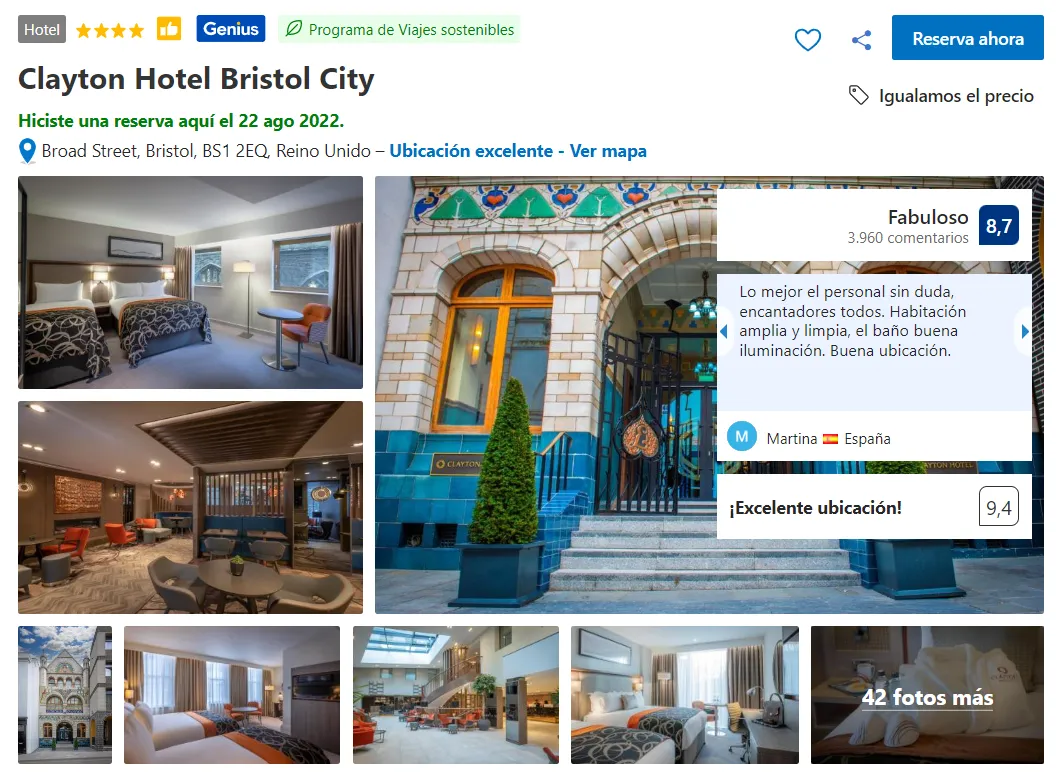 Hotel
Genius
Programa de Viajes sostenibles
Reserva ahora
Clayton Hotel Bristol City
Igualamos el precio
Hiciste una reserva aquí el 22 ago 2022.
Broad Street, Bristol, BS1 2EQ, Reino Unido – Ubicación excelente - Ver mapa
Fabuloso
3.960 comentarios
8,7
Lo mejor el personal sin duda,
encantadores todos. Habitación
amplia y limpia, el baño buena
iluminación. Buena ubicación.
M
Martina España
¡Excelente ubicación!
9,4
CLAYTON
CLAYTON HOTEL
42 fotos más